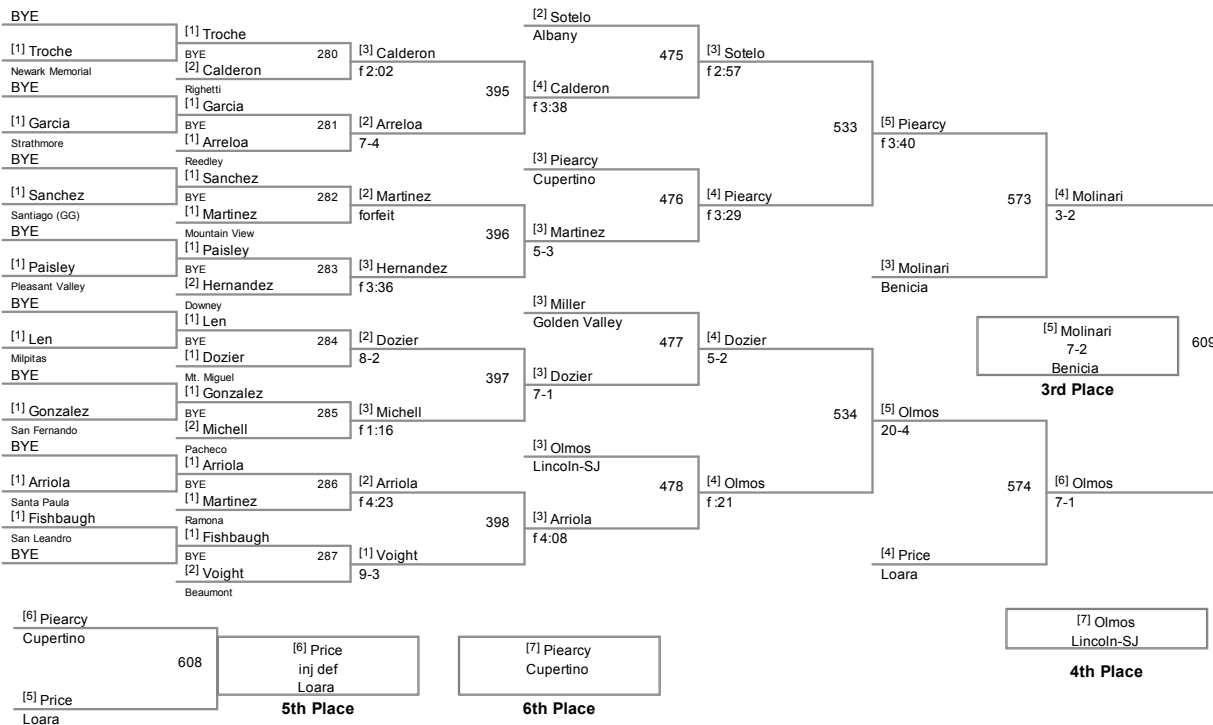 BYE
[1] Troche
Newark Memorial
BYE
[1] Garcia
Strathmore
BYE
[1] Sanchez
Santiago (GG)
BYE
[1] Paisley
Pleasant Valley
BYE
[1] Len
Milpitas
BYE
[1] Gonzalez
San Fernando
BYE
[1] Arriola
Santa Paula
[1] Fishbaugh
San Leandro
BYE
[1] Troche
BYE
280
[2] Calderon
Righetti
[1] Garcia
BYE
281
[1] Arreloa
Reedley
[1] Sanchez
BYE
282
[1] Martinez
Mountain View
[1] Paisley
BYE
283
[2] Hernandez
Downey
[1] Len
BYE
284
[1] Dozier
Mt. Miguel
[1] Gonzalez
BYE
285
[2] Michell
Pacheco
[1] Arriola
BYE
286
[1] Martinez
Ramona
[1] Fishbaugh
BYE
287
[2] Voight
Beaumont
[3] Calderon
f 2:02
395
[2] Arreloa
7-4
[2] Martinez
forfeit
396
[3] Hernandez
f 3:36
[2] Dozier
8-2
397
[3] Michell
f 1:16
[2] Arriola
f 4:23
398
[1] Voight
9-3
[2] Sotelo
Albany
475
[4] Calderon
f 3:38
[3] Piearcy
Cupertino
476
[3] Martinez
5-3
[3] Miller
Golden Valley
477
[3] Dozier
7-1
[3] Olmos
Lincoln-SJ
478
[3] Arriola
f 4:08
[3] Sotelo
f 2:57
533
[4] Piearcy
f 3:29
[4] Dozier
5-2
534
[4] Olmos
f :21
[5] Piearcy
f 3:40
573
[3] Molinari
Benicia
[5] Olmos
20-4
574
[4] Price
Loara
[4] Molinari
3-2
[6] Olmos
7-1
[5] Molinari
7-2
Benicia
609
3rd Place
[7] Olmos
Lincoln-SJ
4th Place
[6] Piearcy
Cupertino
608
[5] Price
Loara
[6] Price
inj def
Loara
5th Place
[7] Piearcy
Cupertino
6th Place